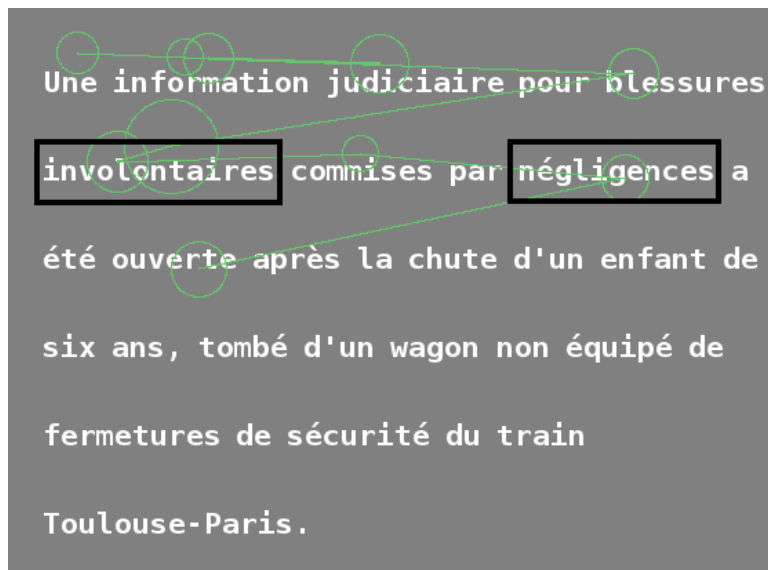 Une information judiciaire pour blessures
involontaires commises par négligences a
été ouverte après la chute d'un enfant de
six ans, tombé d'un wagon non équipé de
fermetures de sécurité du train
Toulouse-Paris.